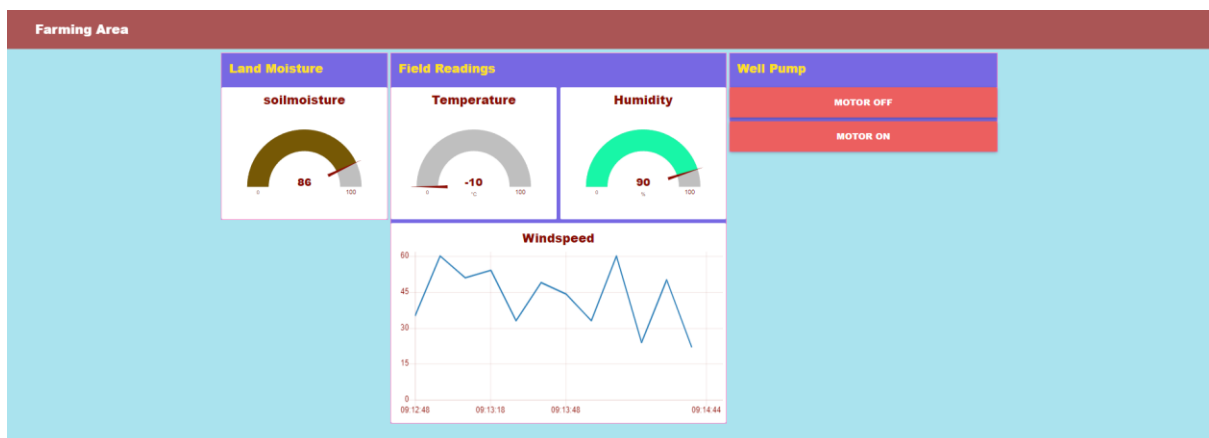 Farming Area
Land Moisture
Field Readings
Well Pump
soilmoisture
Temperature
Humidity
MOTOR OFF
MOTOR ON
86
0
100
-10
0
°C
100
90
0
%
100
Windspeed
60
45
30
15
0
09:12:48
09:13:18
09:13:48
09:14:44